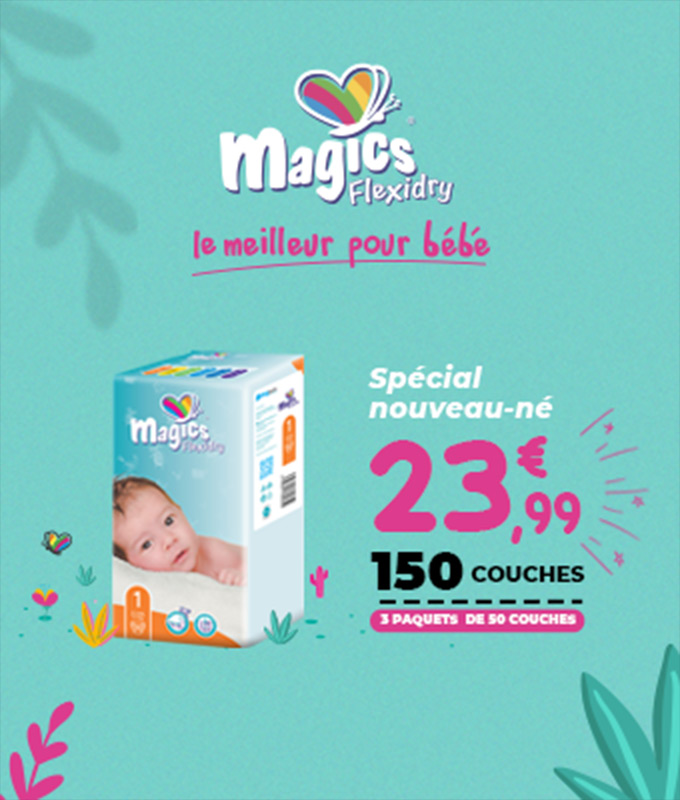 Magics
Flexidry
le meilleur pour bébé
Magics
Flexidry
1
Spécial
nouveau-né
23€,99
150 COUCHES
3 PAQUETS DE 50 COUCHES